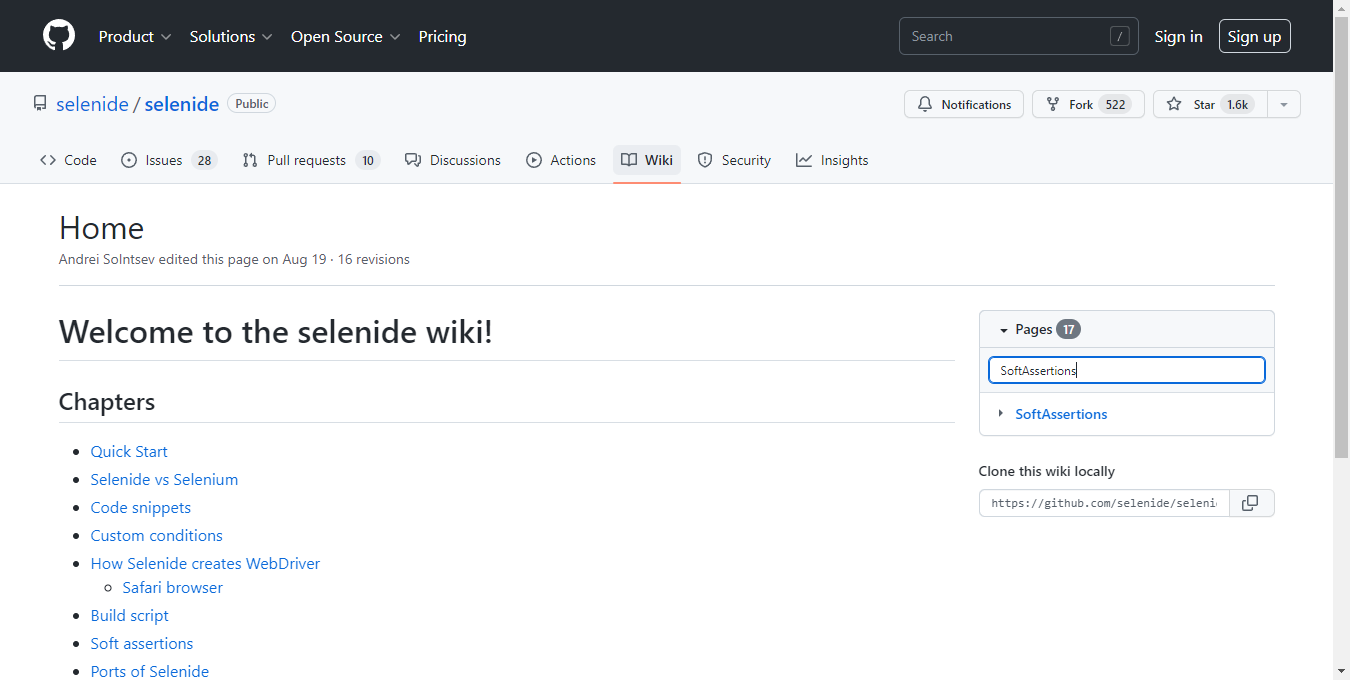 Product Solutions Open Source Pricing Search / Sign in Sign up
selenide / selenide Public Notifications Fork 522 Star 1.6k
Code Issues 28 Pull requests 10 Discussions Actions Wiki Security Insights
Home
Andrei Solntsev edited this page on Aug 19 · 16 revisions
Welcome to the selenide wiki!
Chapters
Quick Start
Selenide vs Selenium
Code snippets
Custom conditions
How Selenide creates WebDriver
Safari browser
Build script
Soft assertions
Ports of Selenide
Pages 17
SoftAssertions
SoftAssertions
Clone this wiki locally
https://github.com/selenide/seleni